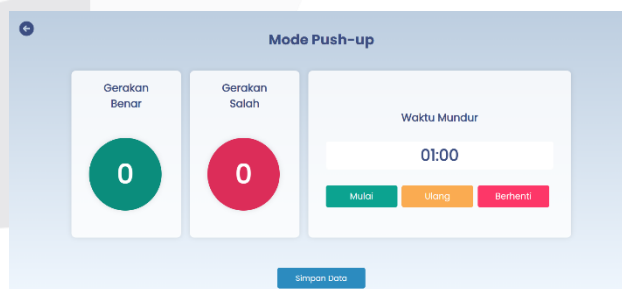 Mode Push-up
Gerakan
Benar
0
Gerakan
Salah
0
Waktu Mundur
01:00
Mulai
Ulang
Berhenti
Simpan Data